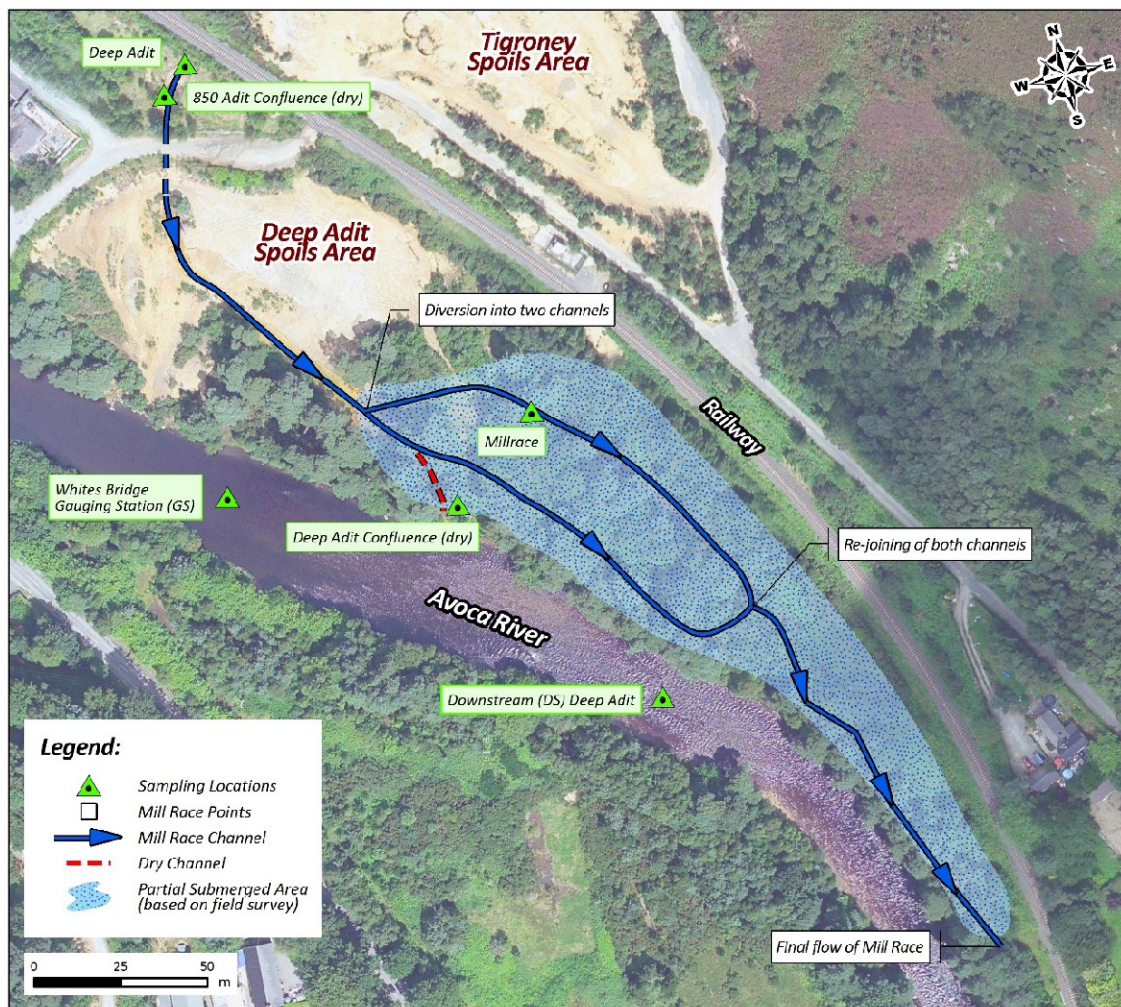 Tigroney
Spoils Area
N
W
E
S
Deep Adit
850 Adit Confluence (dry)
Deep Adit
Spoils Area
Diversion into two channels
Millrace
Railway
Whites Bridge
Gauging Station (GS)
Deep Adit Confluence (dry)
Re-joining of both channels
Avoca River
Downstream (DS) Deep Adit
Legend:
Sampling Locations
Mill Race Points
Mill Race Channel
Dry Channel
Partial Submerged Area
(based on field survey)
0 25 50
m
Final flow of Mill Race